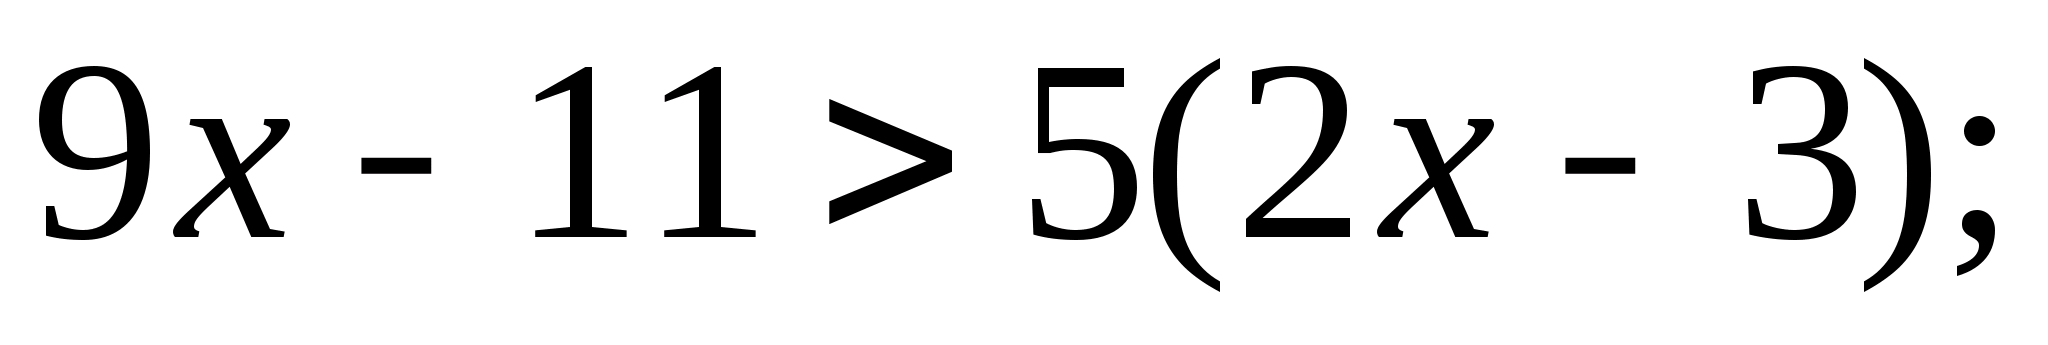 9x - 11 > 5(2x - 3);